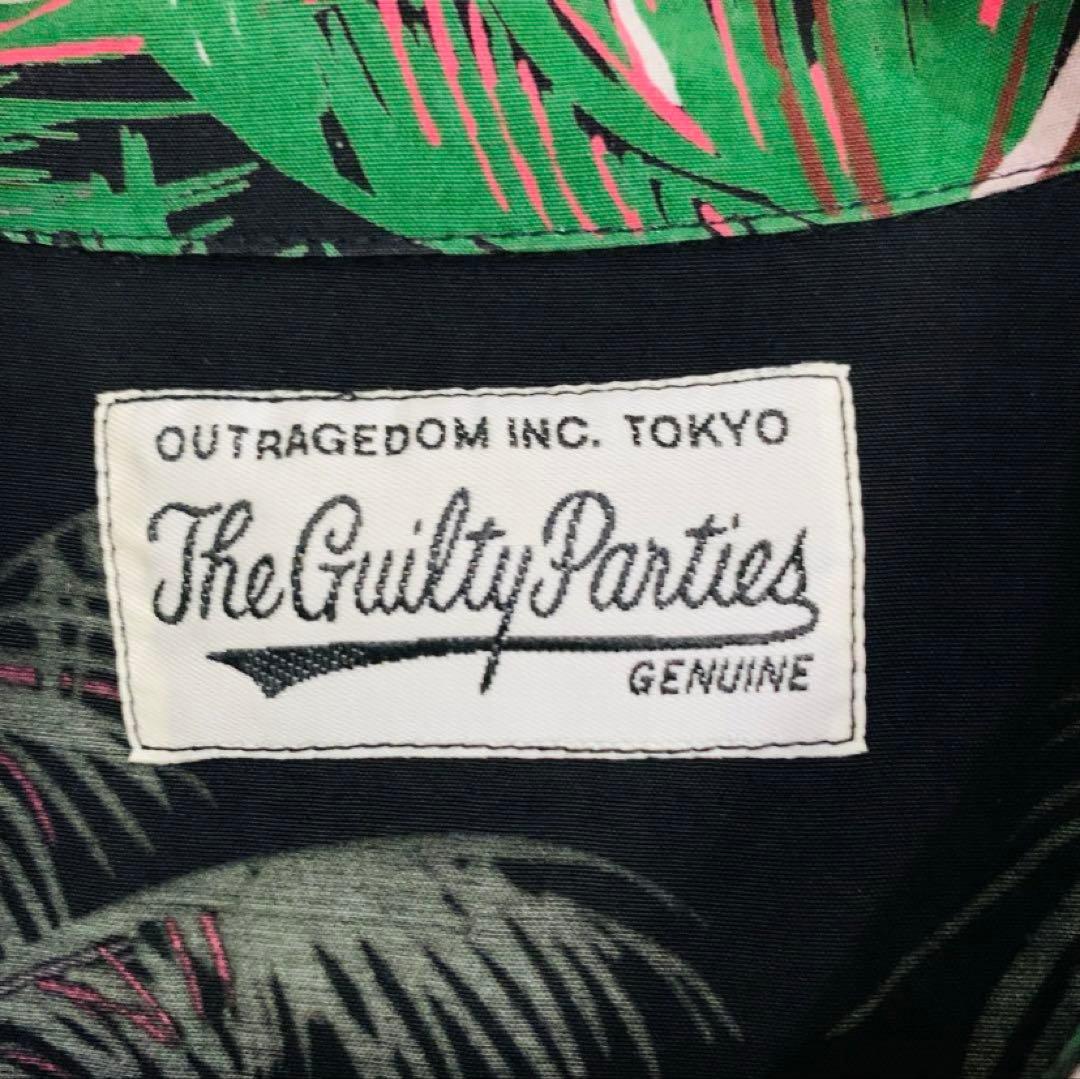 OUTRAGEDOM INC. TOKYO
The Guilty Parties
GENUINE